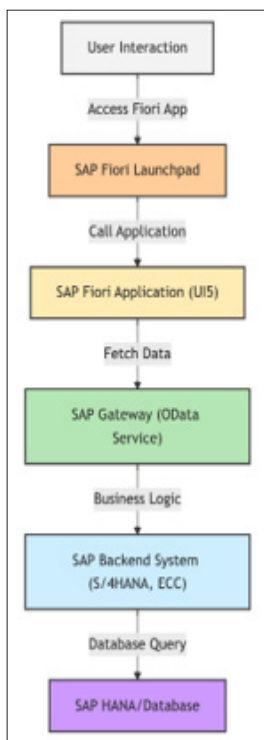 User Interaction
Access Fiori App
SAP Fiori Launchpad
Call Application
SAP Fiori Application (UI5)
Fetch Data
SAP Gateway (OData
Service)
Business Logic
SAP Backend System
(S/4HANA, ECC)
Database Query
SAP HANA/Database